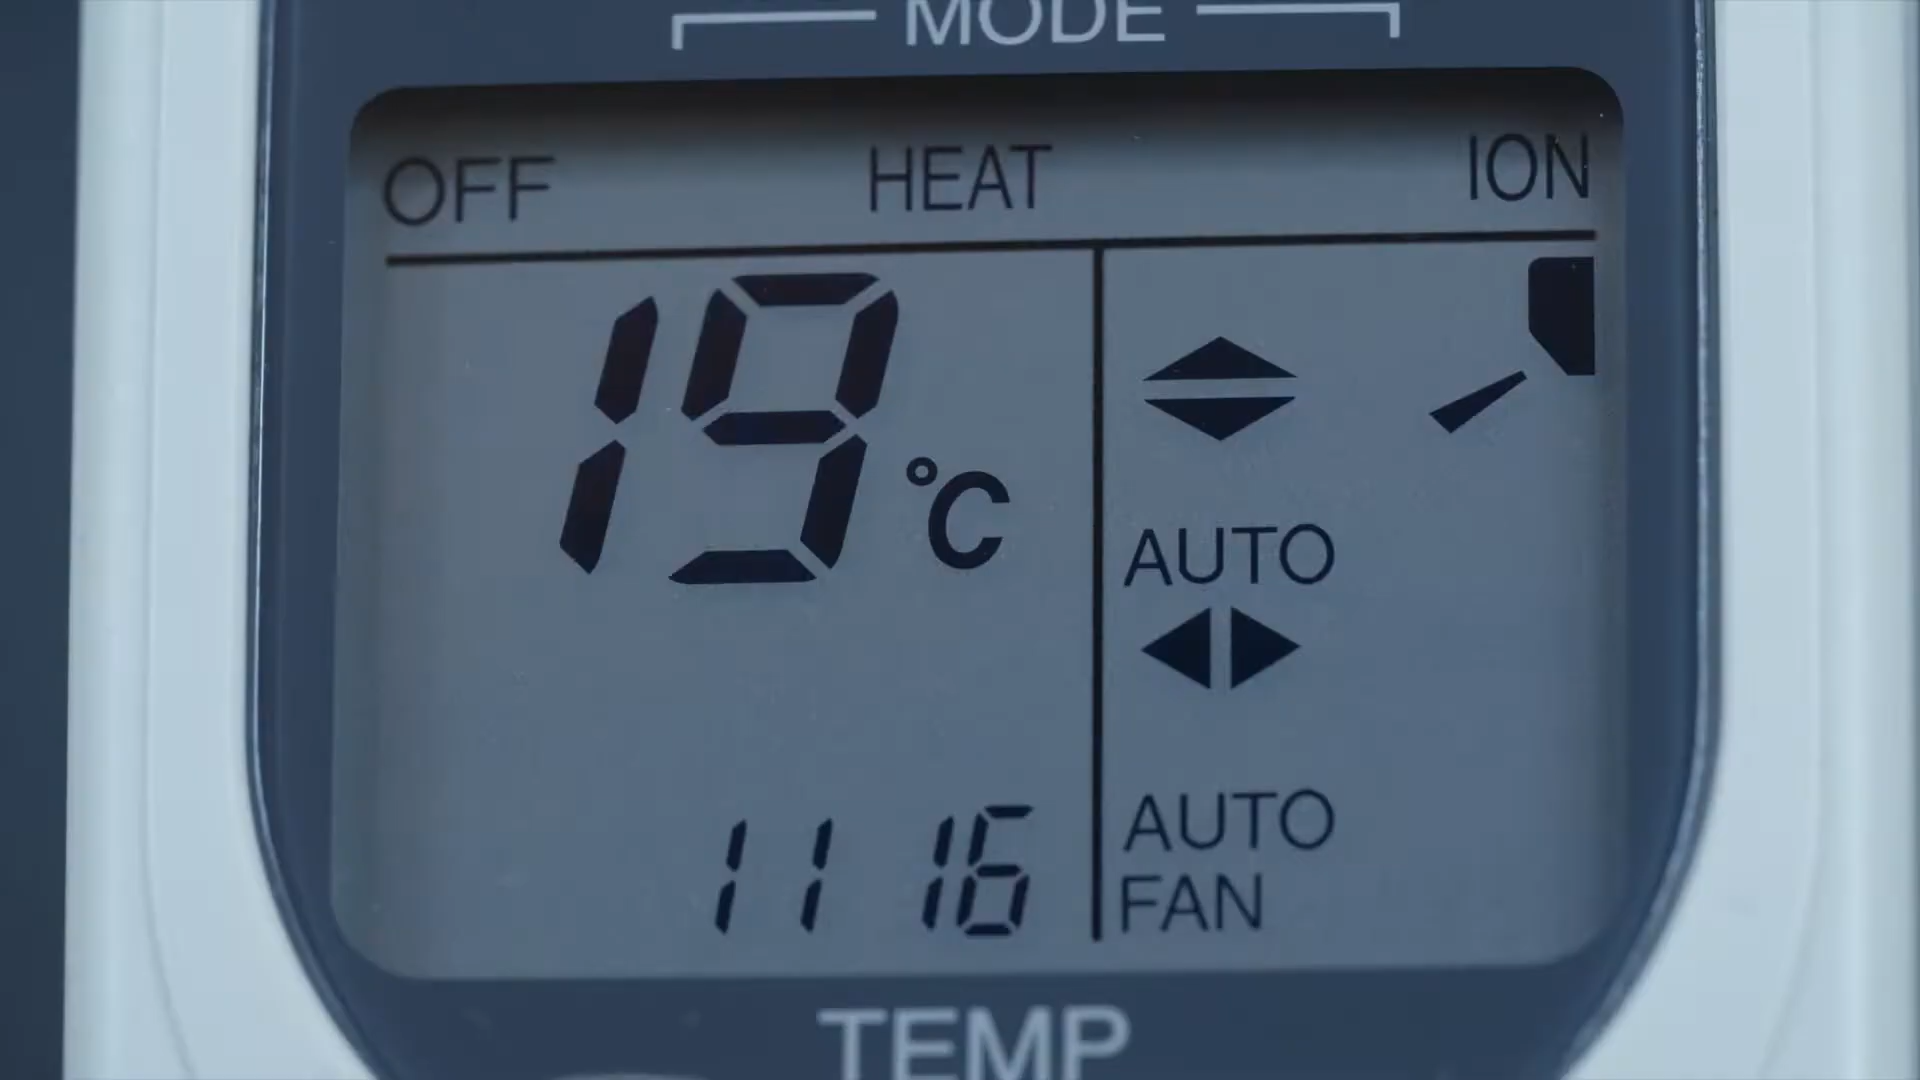 MODE
OFF HEAT ION
19°C
AUTO
11 16
AUTO
FAN
TEMP